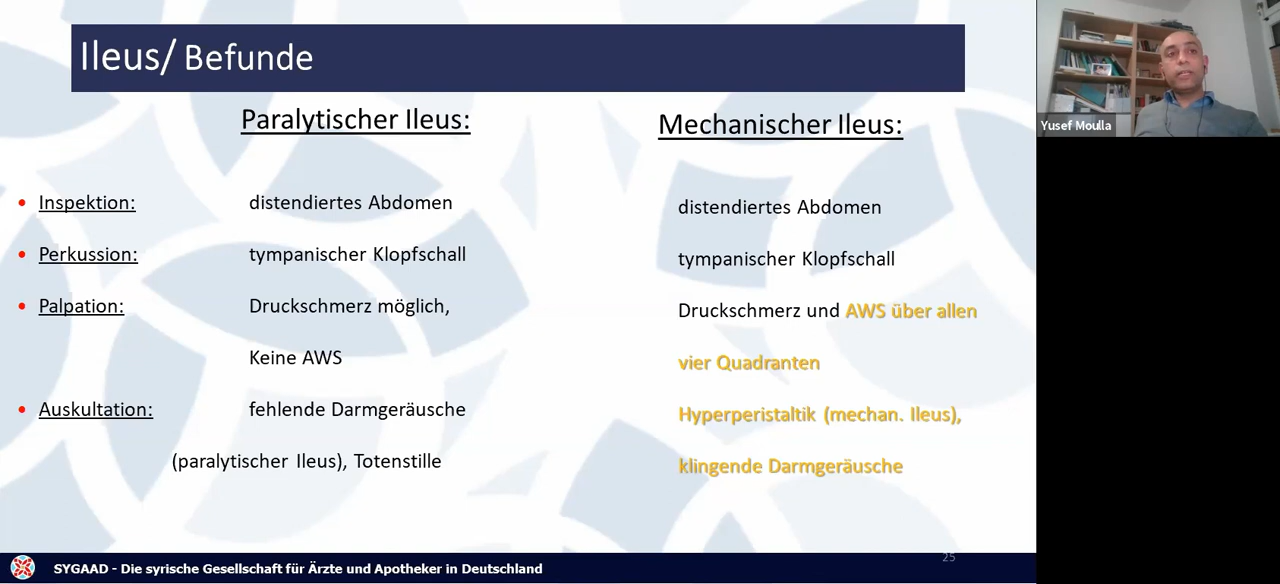 Ileus/ Befunde
Paralytischer Ileus:
Mechanischer Ileus:
• Inspektion: distendiertes Abdomen
distendiertes Abdomen
• Perkussion: tympanischer Klopfschall
tympanischer Klopfschall
• Palpation: Druckschmerz möglich,
Druckschmerz und AWS über allen
Keine AWS
vier Quadranten
• Auskultation: fehlende Darmgeräusche
Hyperperistaltik (mechan. Ileus),
(paralytischer Ileus), Totenstille
klingende Darmgeräusche
25
SYGAAD - Die syrische Gesellschaft für Ärzte und Apotheker in Deutschland
Yusef Moulla